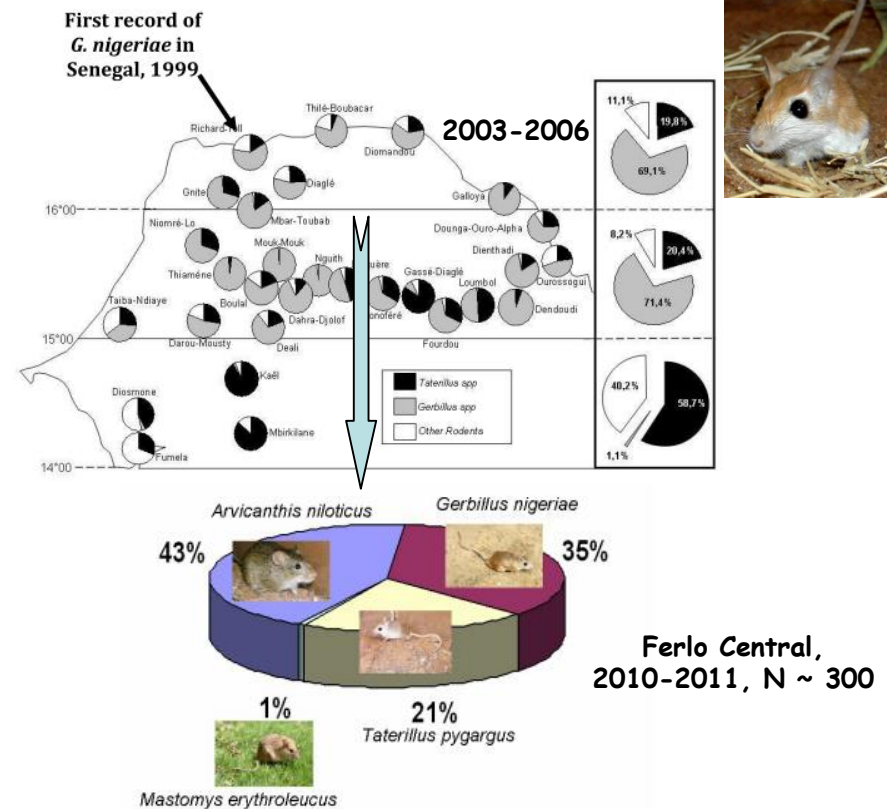 First record of
G. nigeriae in
Senegal, 1999
2003-2006
Richard-Toll
Thilé-Boubacar
Diomandou
Gnite
Diaglé
Mbar-Toubab
Galloya
16°00
Niomré-Lo
Mouk-Mouk
Dounga-Ouro-Alpha
Dienthadi
Ourossogui
Thiaméne
Nguith
Gassé-Diaglé
Loumbol
Taiba-Ndiaye
Boulal
Dahra-Djolof
Dendoudi
Darou-Mousty
Deali
Fourdou
15°00
Kaêl
Diosmone
Mbirkilane
Fumela
14°00
Taterillus spp
Gerbillus spp
Other Rodents
11,1%
19,8%
69,1%
8,2%
20,4%
71,4%
40,2%
58,7%
1,1%
Arvicanthis niloticus
Gerbillus nigeriae
43%
35%
Ferlo Central,
2010-2011, N ~ 300
1%
21%
Taterillus pygargus
Mastomys erythroleucus